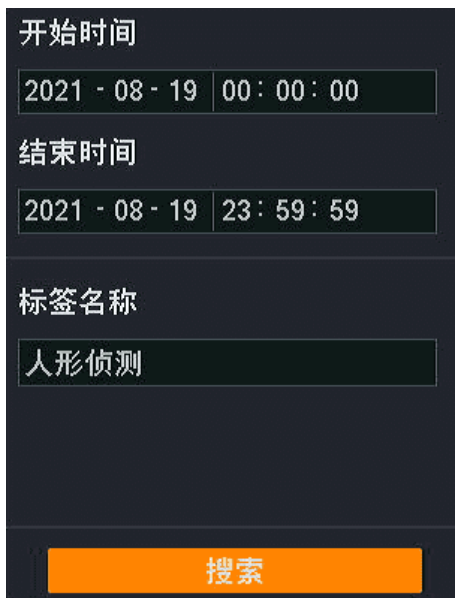 开始时间
2021 - 08 - 19 00 : 00 : 00
结束时间
2021 - 08 - 19 23 : 59 : 59
标签名称
人形侦测
搜索